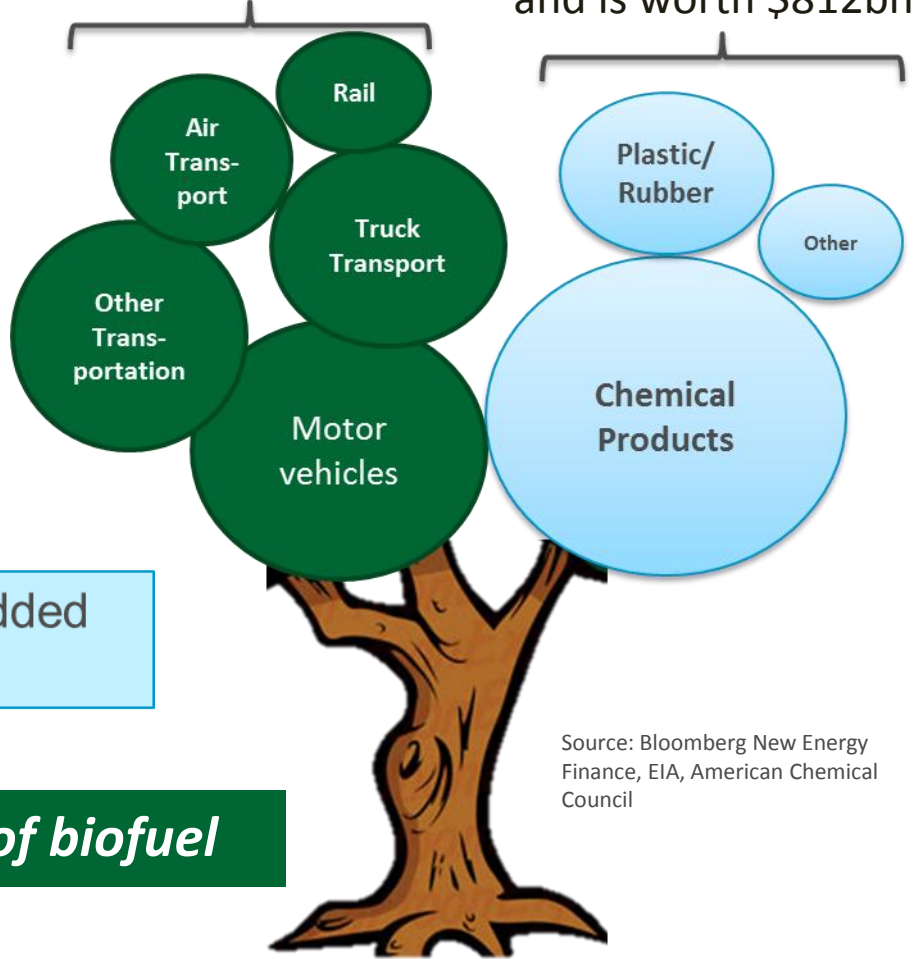 and is worth $812bn
Rail
Air
Trans-
port
Plastic/
Rubber
Truck
Transport
Other
Other
Trans-
portation
Chemical
Products
Motor
vehicles
of biofuel
Source: Bloomberg New Energy
Finance, EIA, American Chemical
Council